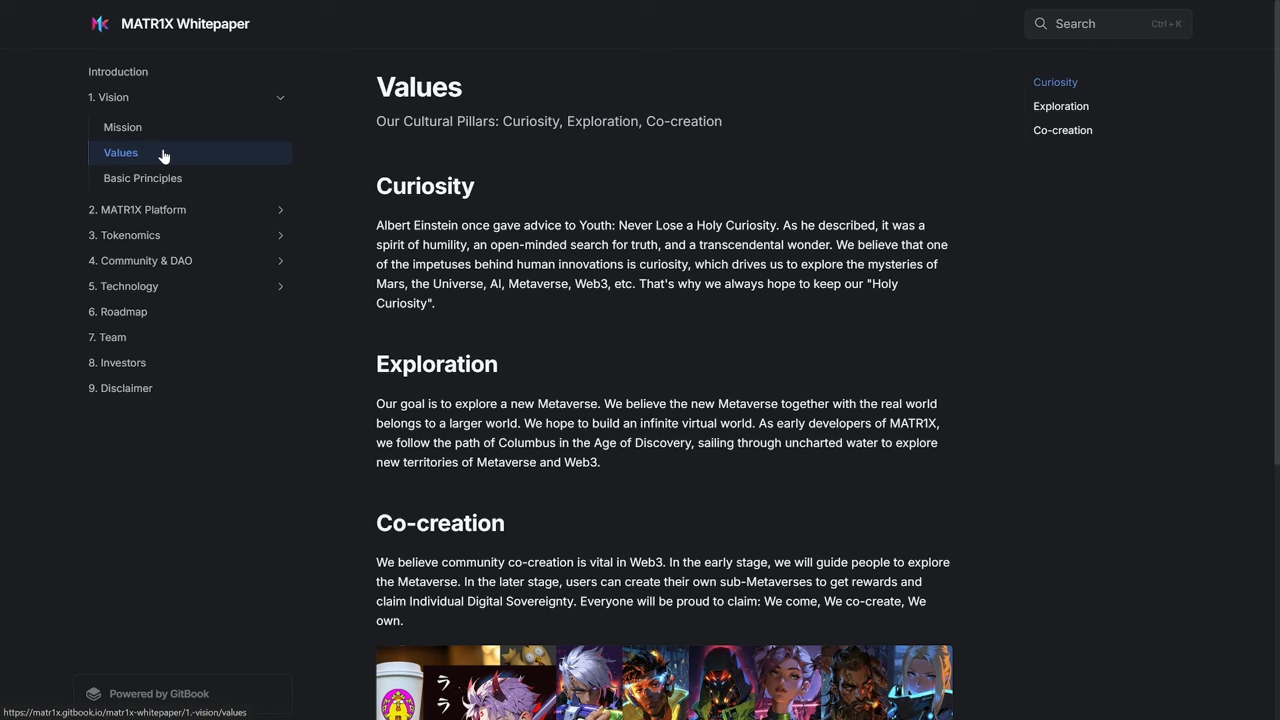 MATR1X Whitepaper
Search
Ctrl + K
Introduction
1. Vision
Mission
Values
Basic Principles
2. MATR1X Platform
3. Tokenomics
4. Community & DAO
5. Technology
6. Roadmap
7. Team
8. Investors
9. Disclaimer
Powered by GitBook
https://matr1x.gitbook.io/matr1x-whitepaper/1.-vision/values
Values
Our Cultural Pillars: Curiosity, Exploration, Co-creation
Curiosity
Albert Einstein once gave advice to Youth: Never Lose a Holy Curiosity. As he described, it was a
spirit of humility, an open-minded search for truth, and a transcendental wonder. We believe that one
of the impetuses behind human innovations is curiosity, which drives us to explore the mysteries of
Mars, the Universe, AI, Metaverse, Web3, etc. That's why we always hope to keep our "Holy
Curiosity".
Exploration
Our goal is to explore a new Metaverse. We believe the new Metaverse together with the real world
belongs to a larger world. We hope to build an infinite virtual world. As early developers of MATR1X,
we follow the path of Columbus in the Age of Discovery, sailing through uncharted water to explore
new territories of Metaverse and Web3.
Co-creation
We believe community co-creation is vital in Web3. In the early stage, we will guide people to explore
the Metaverse. In the later stage, users can create their own sub-Metaverses to get rewards and
claim Individual Digital Sovereignty. Everyone will be proud to claim: We come, We co-create, We
own.
ララ
Curiosity
Exploration
Co-creation